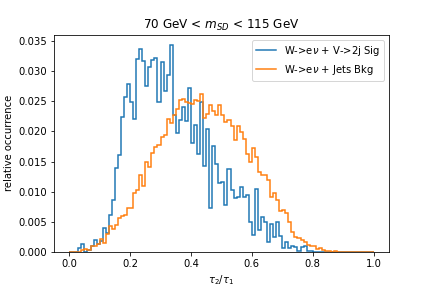 70 GeV < m_SD < 115 GeV
W->eν + V->2j Sig
W->eν + Jets Bkg
relative occurrence
0.035
0.030
0.025
0.020
0.015
0.010
0.005
0.000
0.0 0.2 0.4 0.6 0.8 1.0
τ₂/τ₁